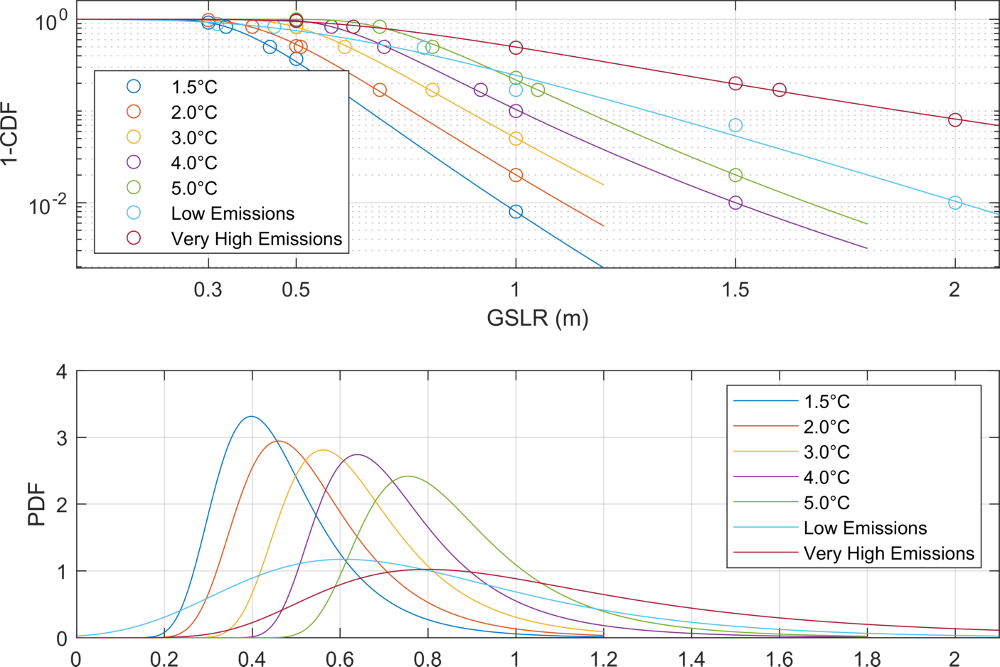 10^0
10^-2
1-CDF
1.5°C
2.0°C
3.0°C
4.0°C
5.0°C
Low Emissions
Very High Emissions
0.3 0.5 1 1.5 2
GSLR (m)
4
3
2
1
0
PDF
1.5°C
2.0°C
3.0°C
4.0°C
5.0°C
Low Emissions
Very High Emissions
0 0.2 0.4 0.6 0.8 1 1.2 1.4 1.6 1.8 2